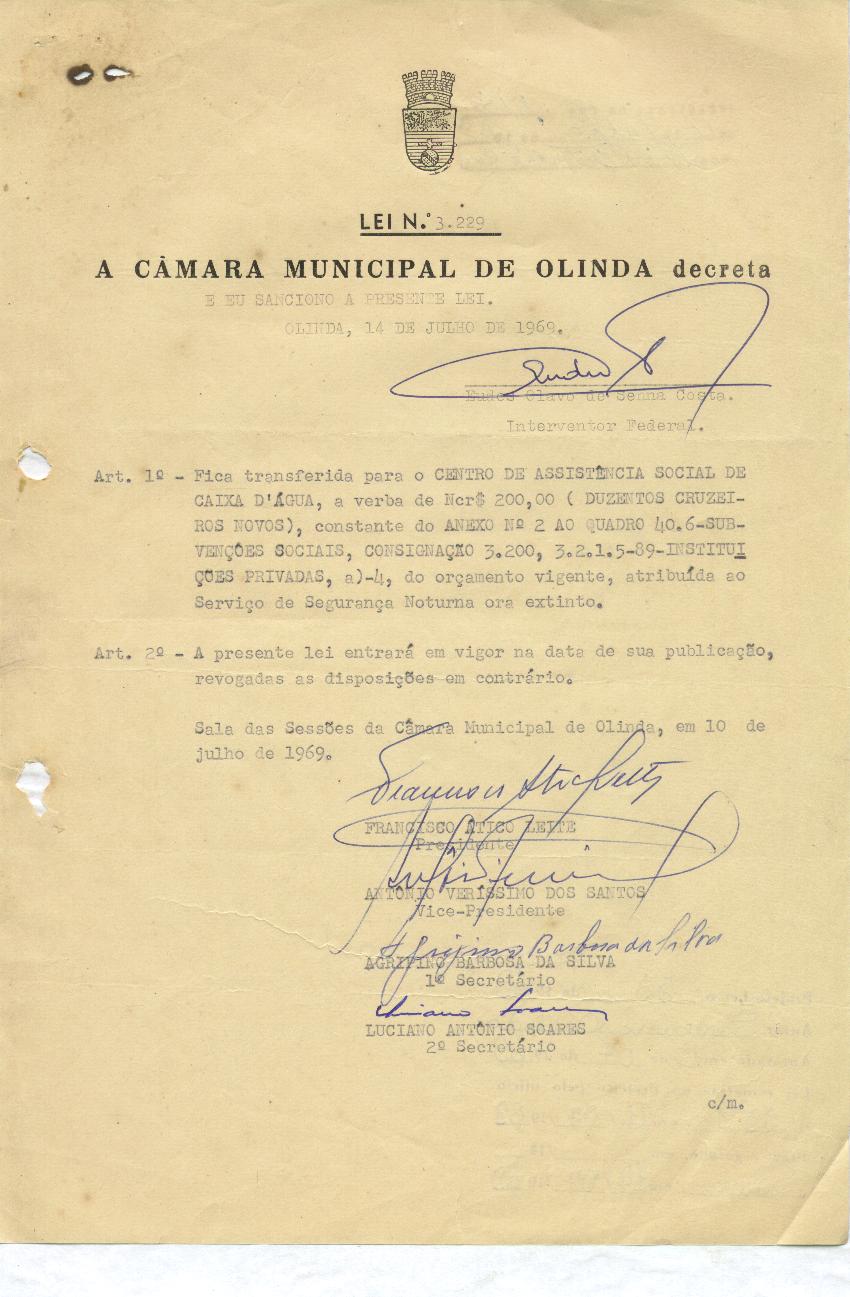 LEI N.º 3.229
A CÂMARA MUNICIPAL DE OLINDA decreta
E EU SANCIONO A PRESENTE LEI.
OLINDA, 14 DE JULHO DE 1969.
Eudes Olavo de Senna Costa.
Interventor Federal.
Art. 1º - Fica transferida para o CENTRO DE ASSISTÊNCIA SOCIAL DE
CAIXA D'ÁGUA, a verba de Ncr$ 200,00 ( DUZENTOS CRUZEI-
ROS NOVOS), constante do ANEXO Nº 2 AO QUADRO 40.6-SUB-
VENÇÕES SOCIAIS, CONSIGNAÇÃO 3.200, 3.2.1.5-89-INSTITUI
ÇÕES PRIVADAS, a)-4, do orçamento vigente, atribuída ao
Serviço de Segurança Noturna ora extinto.
Art. 2º - A presente lei entrará em vigor na data de sua publicação,
revogadas as disposições em contrário.
Sala das Sessões da Câmara Municipal de Olinda, em 10 de
julho de 1969.
FRANCISCO ÁTICO LEITE
Presidente
ANTÔNIO VERÍSSIMO DOS SANTOS
Vice-Presidente
Agripino Barbosa da Silva
AGRIPINO BARBOSA DA SILVA
1º Secretário
Luciano Soares
LUCIANO ANTÔNIO SOARES
2º Secretário
c/m.